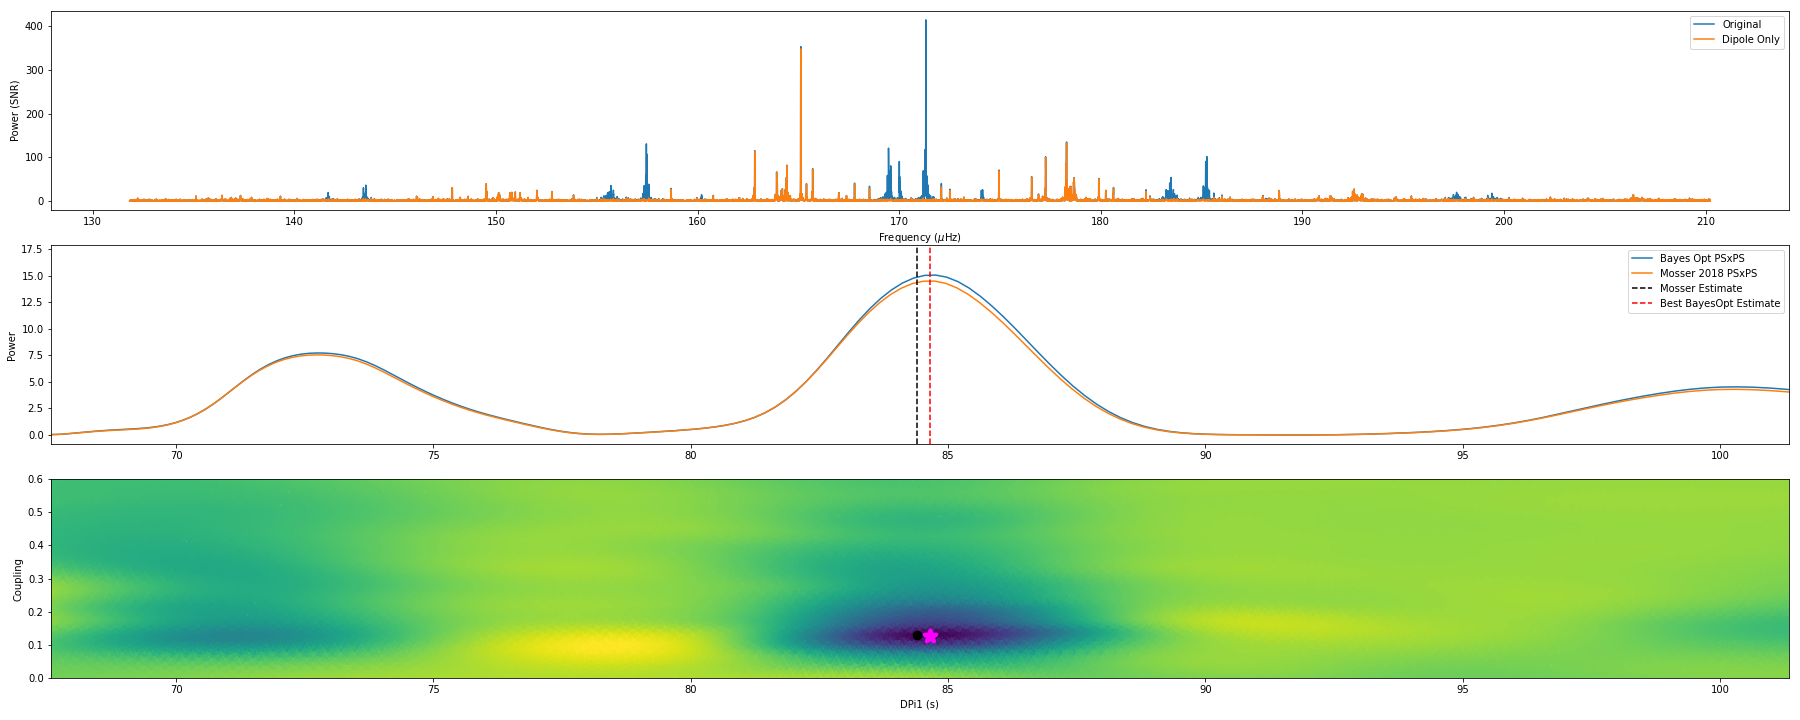 400
300
200
100
0
Power (SNR)
Original
Dipole Only
130 140 150 160 170 180 190 200 210
Frequency (μHz)
17.5
15.0
12.5
10.0
7.5
5.0
2.5
0.0
Power
Bayes Opt PSxPS
Mosser 2018 PSxPS
Mosser Estimate
Best BayesOpt Estimate
70 75 80 85 90 95 100
0.6
0.5
0.4
0.3
0.2
0.1
0.0
Coupling
70 75 80 85 90 95 100
DPi1 (s)